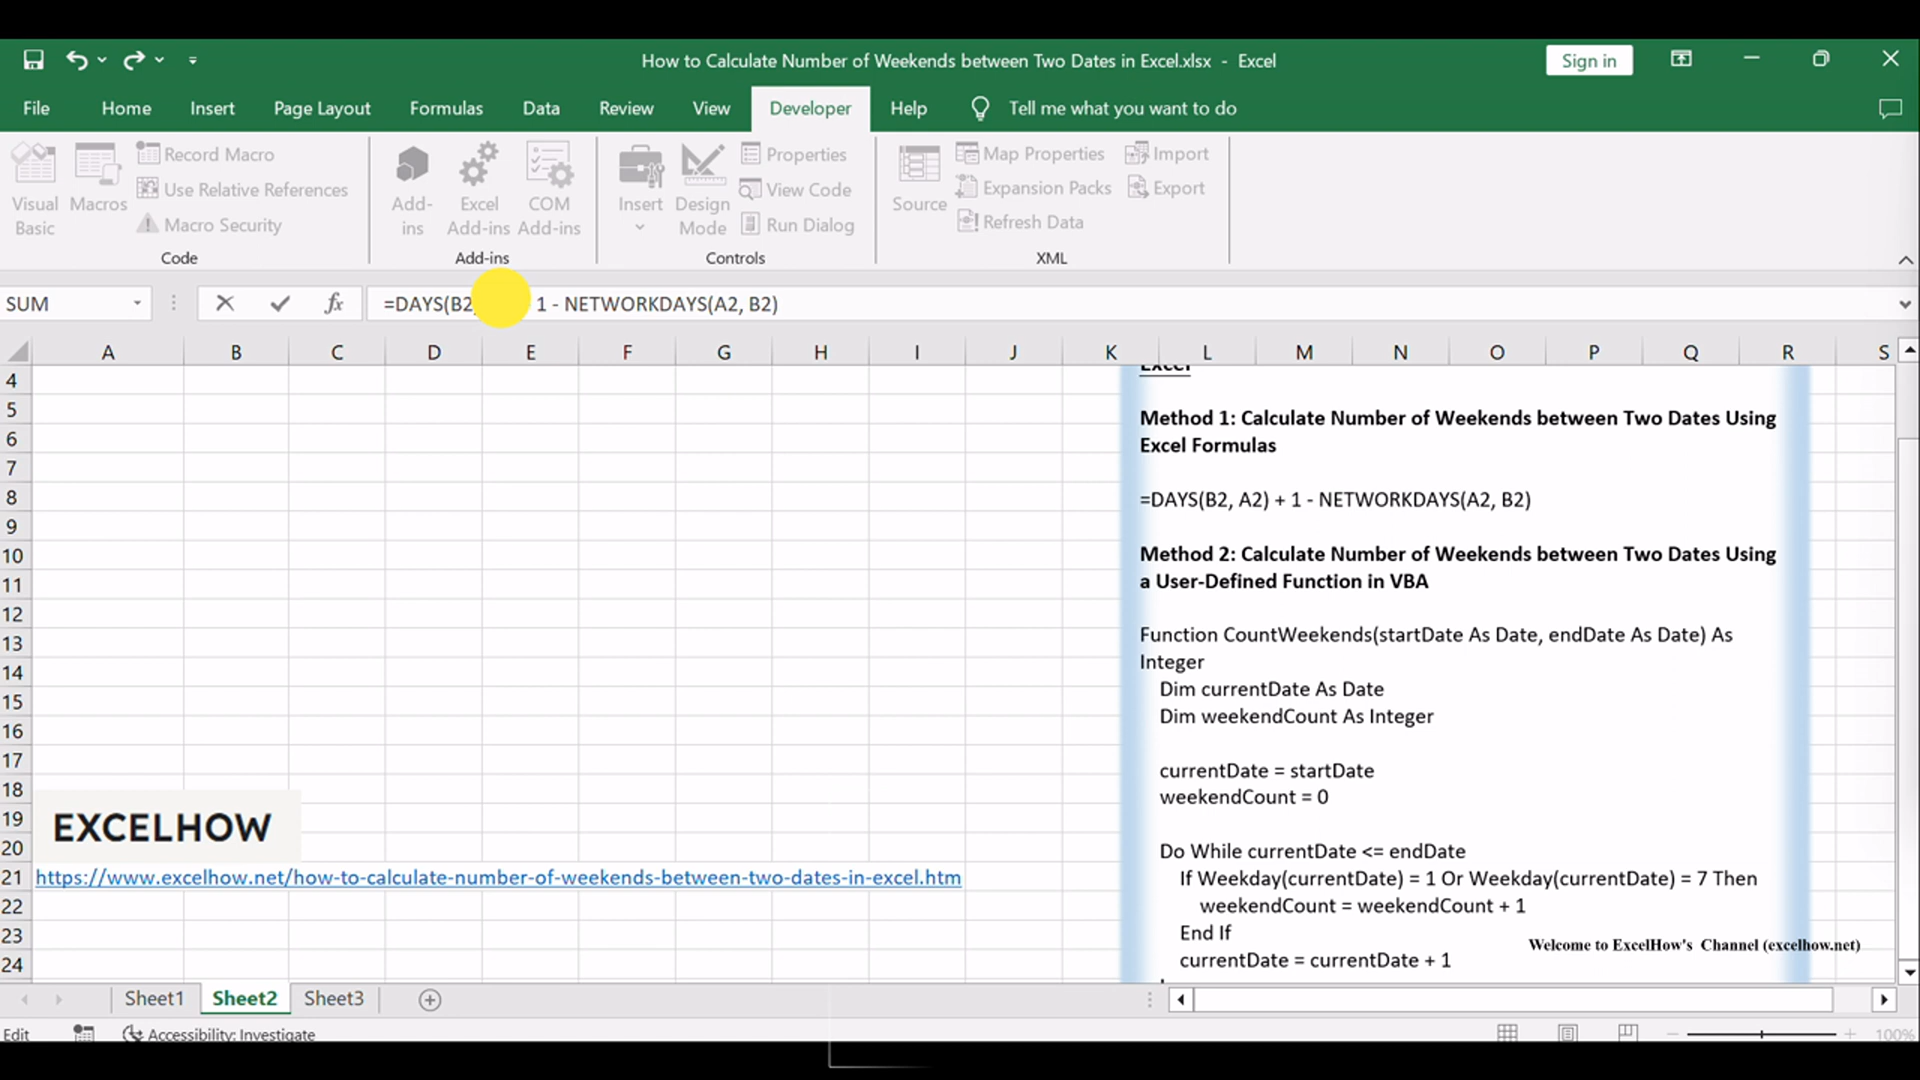 How to Calculate Number of Weekends between Two Dates in Excel.xlsx - Excel
Sign in
File Home Insert Page Layout Formulas Data Review View Developer Help Tell me what you want to do
Visual Basic
Macros
Record Macro
Use Relative References
Macro Security
Code
Add-ins
Excel Add-ins
COM Add-ins
Add-ins
Insert
Design Mode
Properties
View Code
Run Dialog
Controls
Source
Map Properties
Expansion Packs
Refresh Data
Import
Export
XML
SUM
fx
=DAYS(B2, 1 - NETWORKDAYS(A2, B2)
A B C D E F G H I J K L M N O P Q R S
4
5
6
7
8
9
10
11
12
13
14
15
16
17
18
19
20
21
22
23
24
Excel
Method 1: Calculate Number of Weekends between Two Dates Using
Excel Formulas
=DAYS(B2, A2) + 1 - NETWORKDAYS(A2, B2)
Method 2: Calculate Number of Weekends between Two Dates Using
a User-Defined Function in VBA
Function CountWeekends(startDate As Date, endDate As Date) As
Integer
Dim currentDate As Date
Dim weekendCount As Integer
currentDate = startDate
weekendCount = 0
Do While currentDate <= endDate
If Weekday(currentDate) = 1 Or Weekday(currentDate) = 7 Then
weekendCount = weekendCount + 1
End If
currentDate = currentDate + 1
EXCELHOW
https://www.excelhow.net/how-to-calculate-number-of-weekends-between-two-dates-in-excel.htm
Welcome to ExcelHow's Channel (excelhow.net)
Sheet1 Sheet2 Sheet3
Edit
Accessibility: Investigate
100%